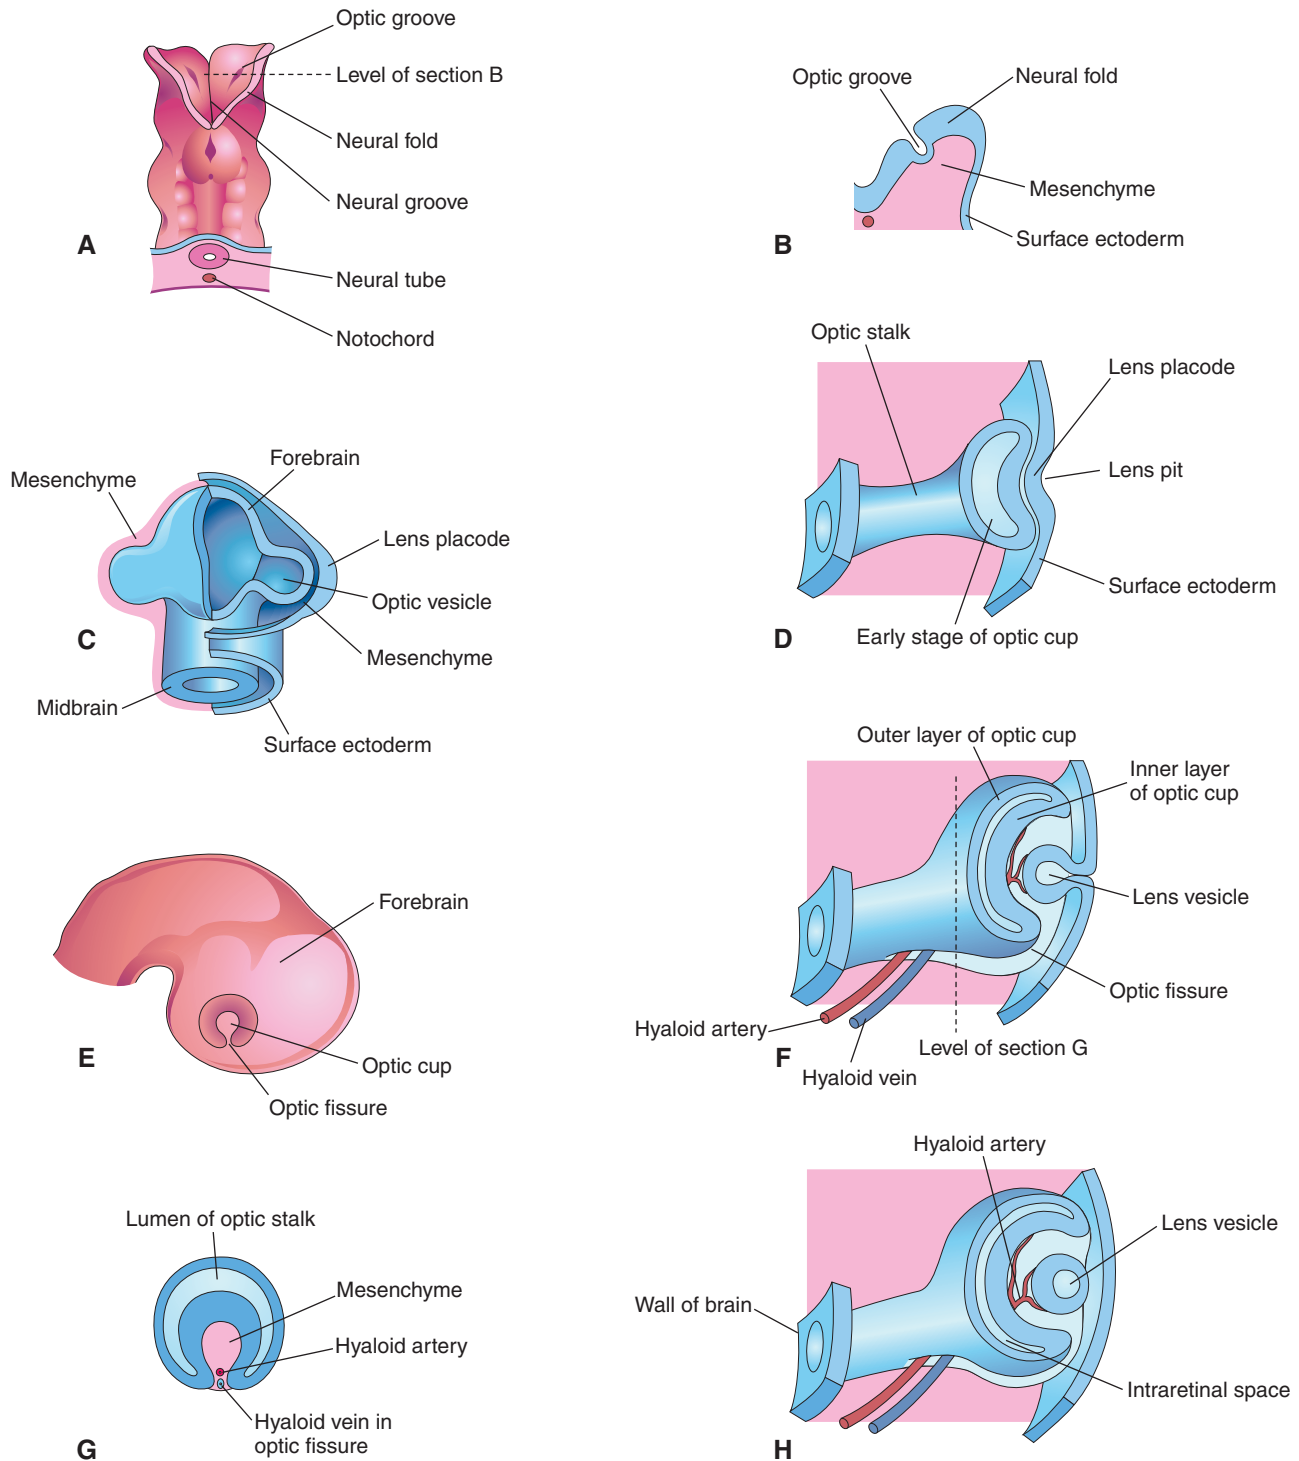 Optic groove
Level of section B
Neural fold
Neural groove
Neural tube
Notochord
A
Optic groove
Neural fold
Mesenchyme
Surface ectoderm
B
Mesenchyme
Forebrain
Lens placode
Optic vesicle
Mesenchyme
Midbrain
Surface ectoderm
C
Optic stalk
Lens placode
Lens pit
Surface ectoderm
Early stage of optic cup
D
Forebrain
Optic cup
Optic fissure
E
Outer layer of optic cup
Inner layer
of optic cup
Lens vesicle
Optic fissure
Hyaloid artery
Level of section G
Hyaloid vein
F
Lumen of optic stalk
Mesenchyme
Hyaloid artery
Hyaloid vein in
optic fissure
G
Hyaloid artery
Lens vesicle
Wall of brain
Intraretinal space
H